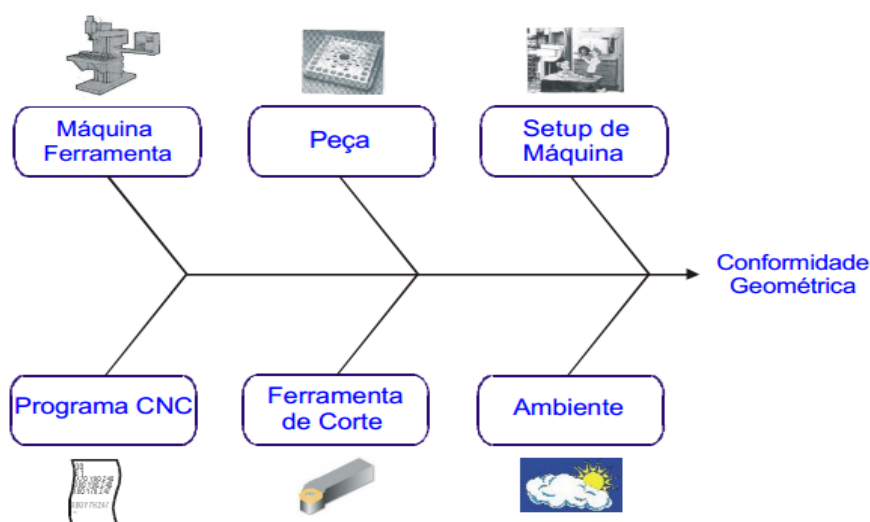 Máquina
Ferramenta
Peça
Setup de
Máquina
Conformidade
Geométrica
Programa CNC
Ferramenta
de Corte
Ambiente